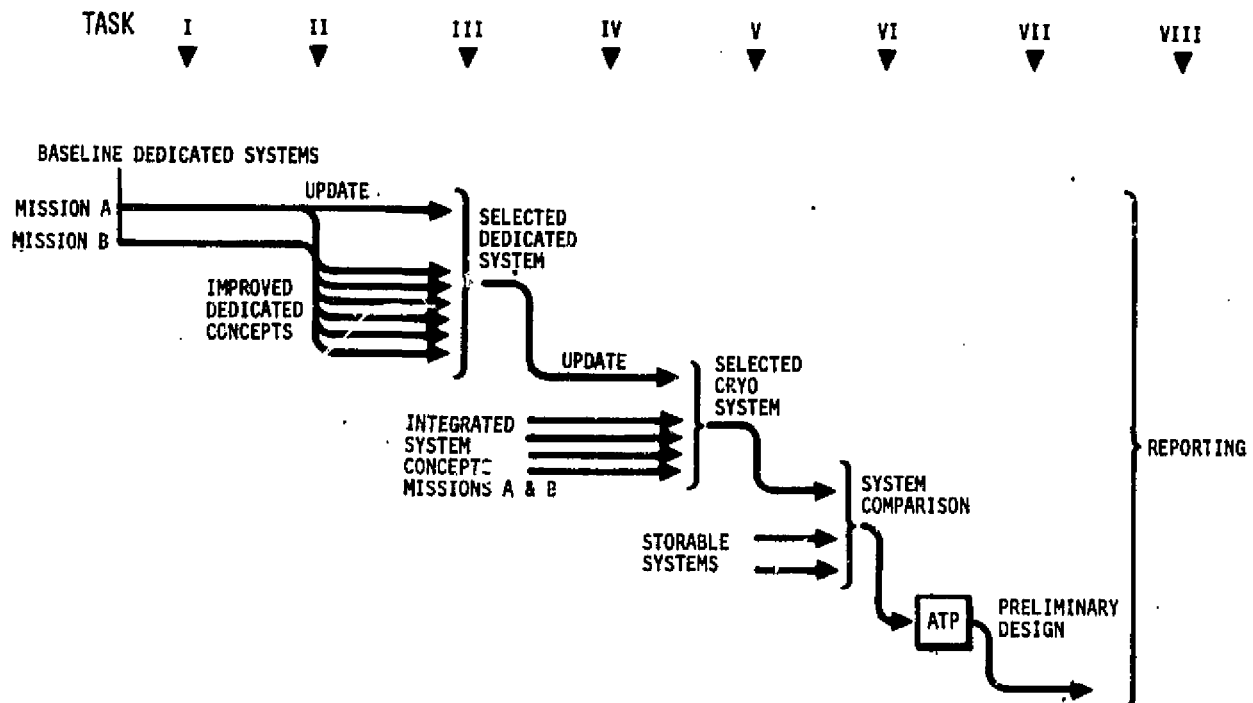 TASK I II III IV V VI VII VIII
BASELINE DEDICATED SYSTEMS
MISSION A
MISSION B
UPDATE
IMPROVED
DEDICATED
CONCEPTS
SELECTED
DEDICATED
SYSTEM
UPDATE
INTEGRATED
SYSTEM
CONCEPTS
MISSIONS A & B
SELECTED
CRYO
SYSTEM
STORABLE
SYSTEMS
SYSTEM
COMPARISON
ATP
PRELIMINARY
DESIGN
REPORTING